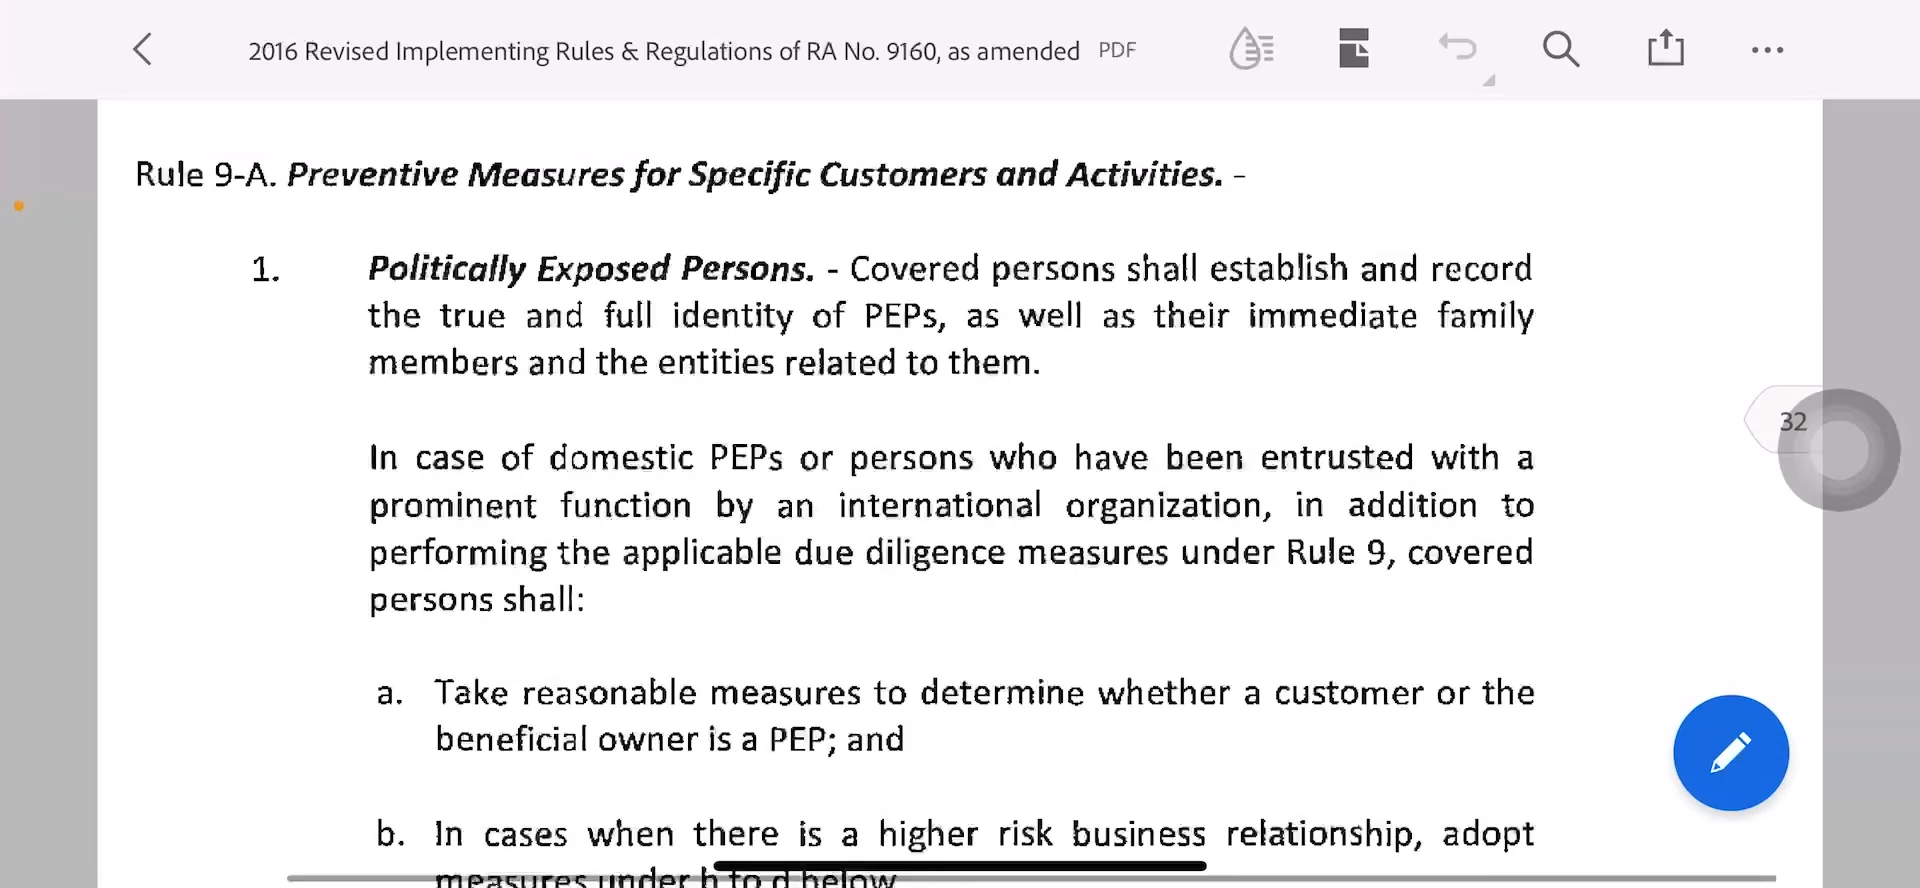 2016 Revised Implementing Rules & Regulations of RA No. 9160, as amended PDF
Rule 9-A. Preventive Measures for Specific Customers and Activities. -
1. Politically Exposed Persons. - Covered persons shall establish and record
the true and full identity of PEPs, as well as their immediate family
members and the entities related to them.
32
In case of domestic PEPs or persons who have been entrusted with a
prominent function by an international organization, in addition to
performing the applicable due diligence measures under Rule 9, covered
persons shall:
a. Take reasonable measures to determine whether a customer or the
beneficial owner is a PEP; and
b. In cases when there is a higher risk business relationship, adopt
measures under b to d below